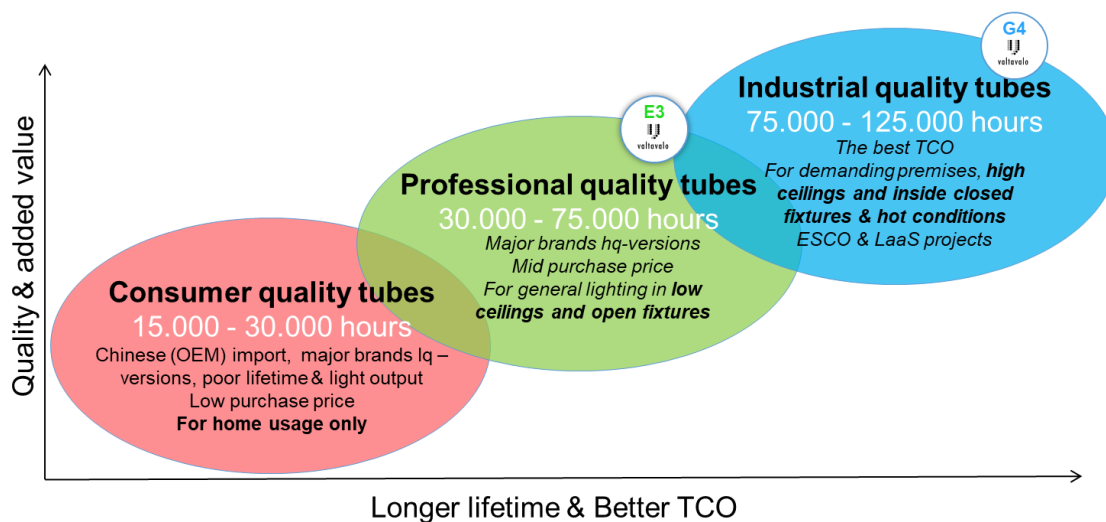 G4
valtavalo
Industrial quality tubes
75.000 - 125.000 hours
The best TCO
For demanding premises, high
ceilings and inside closed
fixtures & hot conditions
ESCO & LaaS projects
E3
valtavalo
Professional quality tubes
30.000 - 75.000 hours
Major brands hq-versions
Mid purchase price
For general lighting in low
ceilings and open fixtures
Consumer quality tubes
15.000 - 30.000 hours
Chinese (OEM) import, major brands lq –
versions, poor lifetime & light output
Low purchase price
For home usage only
Quality & added value
Longer lifetime & Better TCO